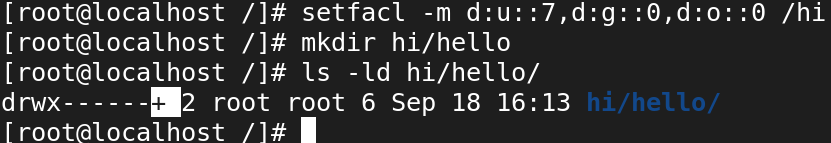 [root@localhost /]# setfacl -m d:u::7,d:g::0,d:o::0 /hi
[root@localhost /]# mkdir hi/hello
[root@localhost /]# ls -ld hi/hello/
drwx------+ 2 root root 6 Sep 18 16:13 hi/hello/
[root@localhost /]#